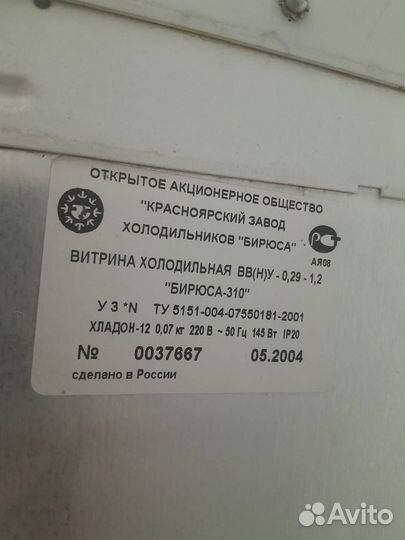 ОТКРЫТОЕ АКЦИОНЕРНОЕ ОБЩЕСТВО
"КРАСНОЯРСКИЙ ЗАВОД
ХОЛОДИЛЬНИКОВ "БИРЮСА"
АЯ08
ВИТРИНА ХОЛОДИЛЬНАЯ ВВ(Н)У - 0,29 - 1,2
"БИРЮСА-310"
У 3 *N ТУ 5151-004-07550181-2001
ХЛАДОН-12 0,07 кг 220 В ~ 50 Гц 145 Вт IP20
№ 0037667 05.2004
сделано в России
Avito